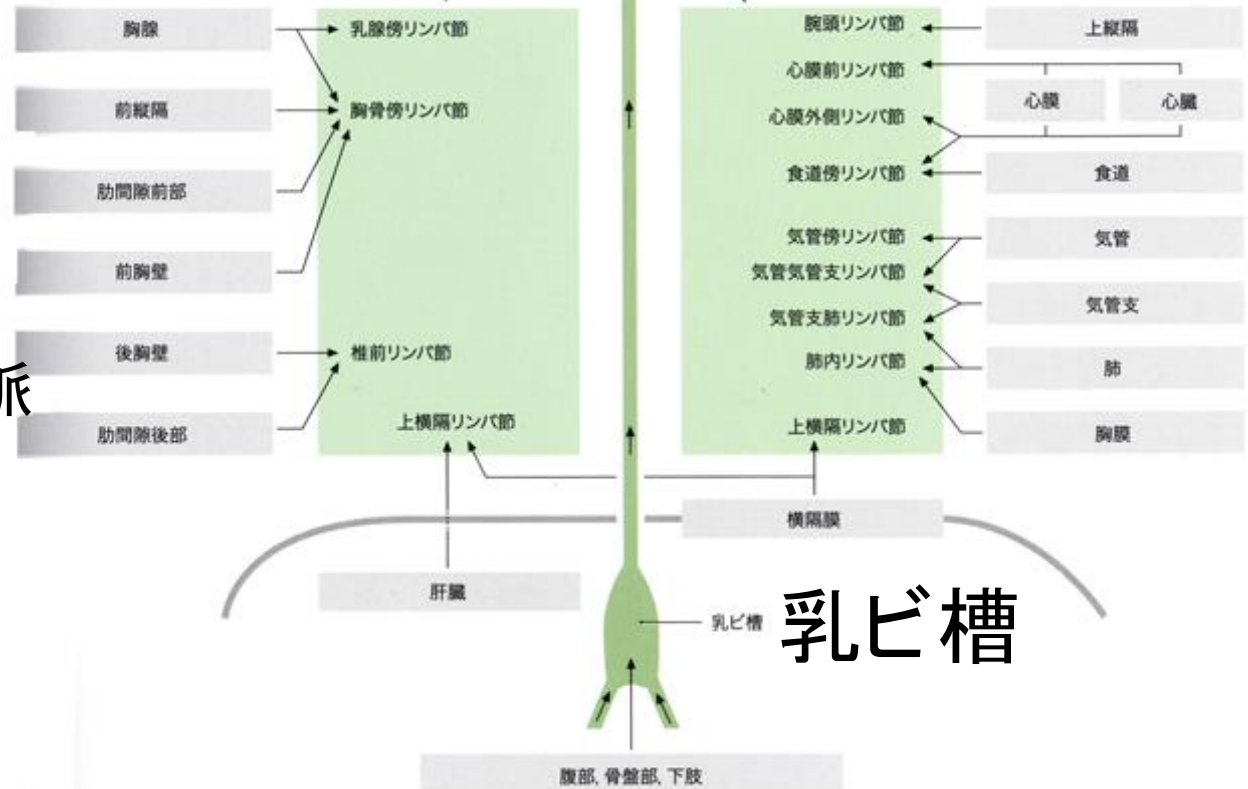 胸腺
乳腺傍リンパ節
腕頭リンパ節
上縦隔
心膜前リンパ節
前縦隔
胸骨傍リンパ節
心膜
心臓
心膜外側リンパ節
肋間隙前部
食道傍リンパ節
食道
前胸壁
気管傍リンパ節
気管
気管気管支リンパ節
気管支
後胸壁
椎前リンパ節
気管支肺リンパ節
肺内リンパ節
肺
脈
肋間隙後部
上横隔リンパ節
上横隔リンパ節
胸膜
横隔膜
肝臓
乳ビ槽
乳ビ槽
腹部, 骨盤部, 下肢